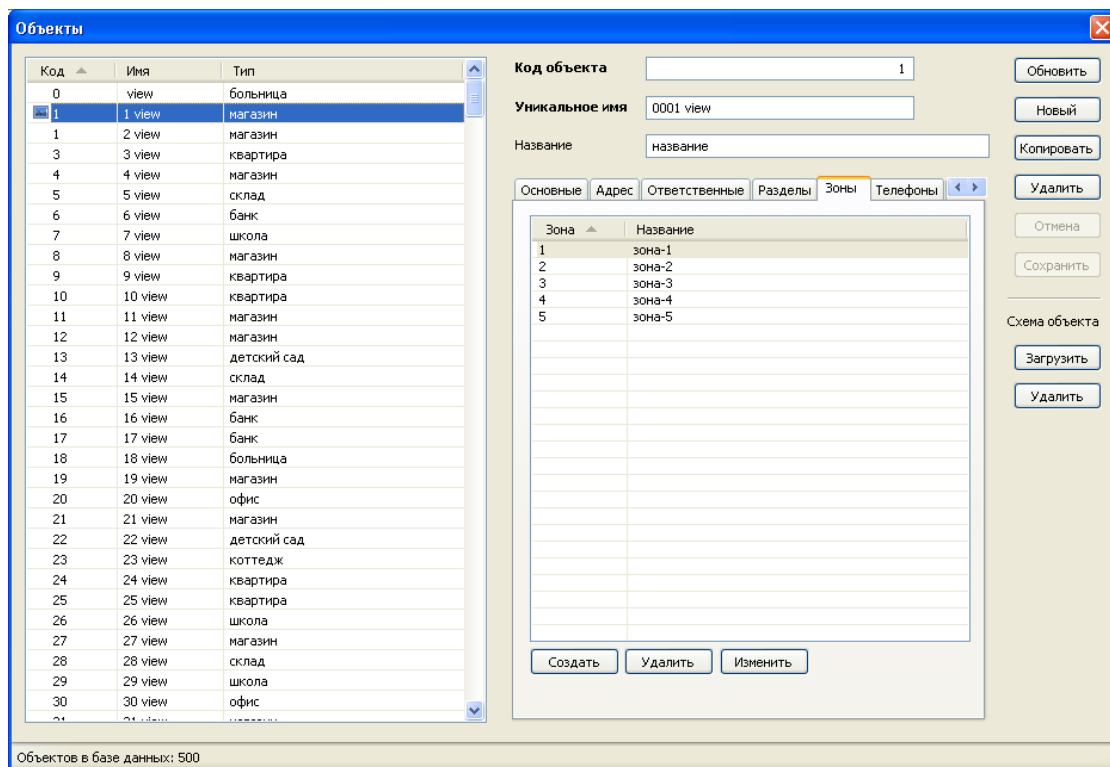 Объекты
Код Имя Тип
0 view больница
1 1 view магазин
1 2 view магазин
3 3 view квартира
4 4 view магазин
5 5 view склад
6 6 view банк
7 7 view школа
8 8 view магазин
9 9 view квартира
10 10 view квартира
11 11 view магазин
12 12 view магазин
13 13 view детский сад
14 14 view склад
15 15 view магазин
16 16 view банк
17 17 view банк
18 18 view больница
19 19 view магазин
20 20 view офис
21 21 view магазин
22 22 view детский сад
23 23 view коттедж
24 24 view квартира
25 25 view квартира
26 26 view школа
27 27 view магазин
28 28 view склад
29 29 view школа
30 30 view офис
Код объекта 1
Уникальное имя 0001 view
Название название
Основные Адрес Ответственные Разделы Зоны Телефоны
Зона Название
1 зона-1
2 зона-2
3 зона-3
4 зона-4
5 зона-5
Создать Удалить Изменить
Обновить
Новый
Копировать
Удалить
Отмена
Сохранить
Схема объекта
Загрузить
Удалить
Объектов в базе данных: 500